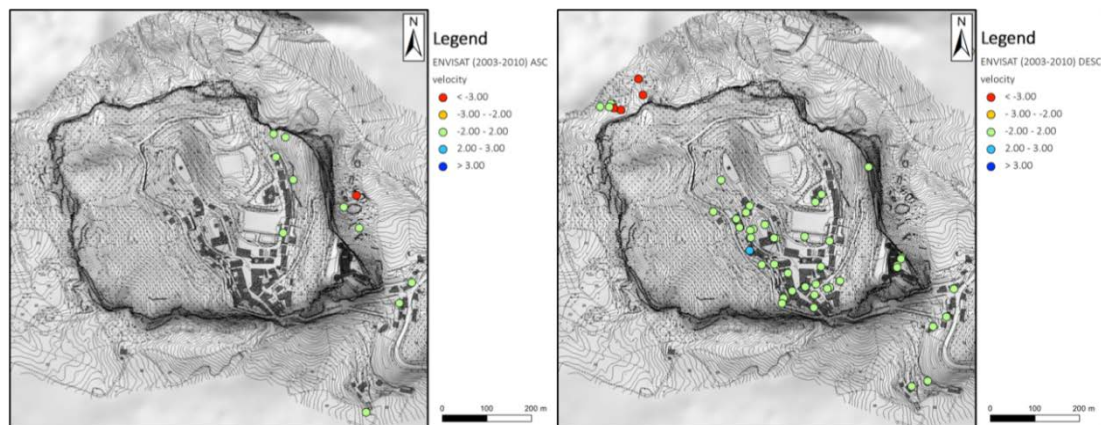 N
Legend
ENVISAT (2003-2010) ASC
velocity
< -3.00
-3.00 - -2.00
-2.00 - 2.00
2.00 - 3.00
> 3.00
0 100 200 m
N
Legend
ENVISAT (2003-2010) DESC
velocity
< -3.00
- 3.00 - -2.00
-2.00 - 2.00
2.00 - 3.00
> 3.00
0 100 200 m